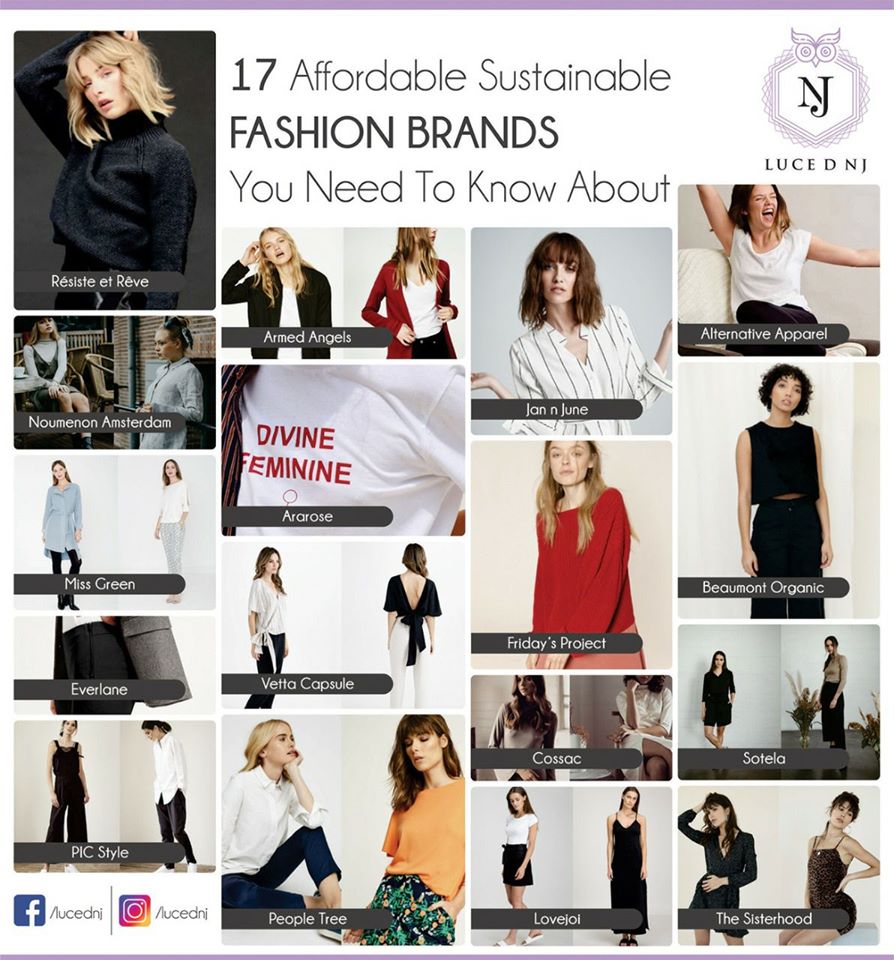 17 Affordable Sustainable
FASHION BRANDS
You Need To Know About
NJ
LUCE D NJ
Résiste et Rêve
Noumenon Amsterdam
Miss Green
Everlane
PIC Style
Armed Angels
DIVINE
FEMININE
Ararose
Vetta Capsule
People Tree
Jan n June
Friday's Project
Cossac
Lovejoi
Alternative Apparel
Beaumont Organic
Sotela
The Sisterhood
/lucednj
/lucednj